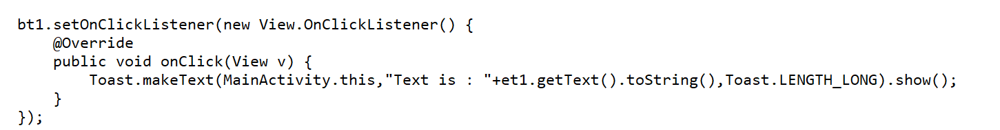 bt1.setOnClickListener(new View.OnClickListener() {
    @Override
    public void onClick(View v) {
        Toast.makeText(MainActivity.this,"Text is : "+et1.getText().toString(),Toast.LENGTH_LONG).show();
    }
});